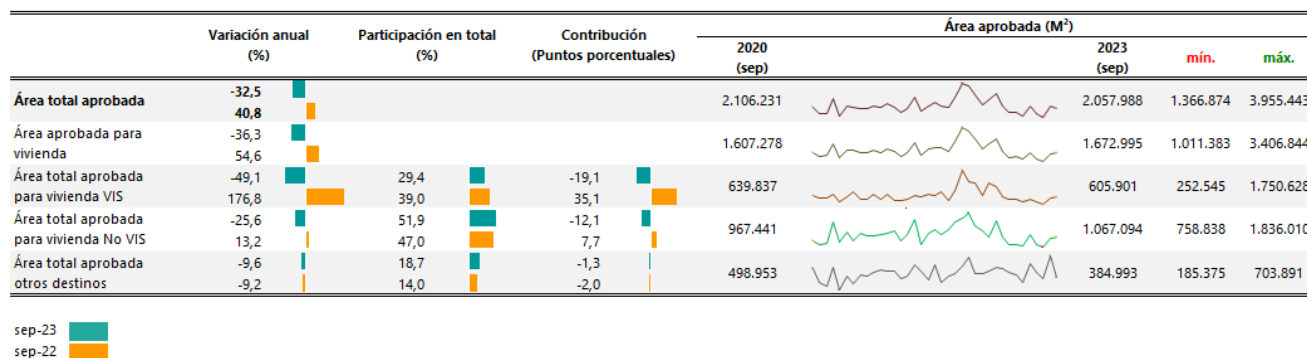 Variación anual (%) Participación en total (%) Contribución (Puntos porcentuales) Área aprobada (M²)
2020 (sep) 2023 (sep) mín. máx.
Área total aprobada -32,5 2.106.231 2.057.988 1.366.874 3.955.443
40,8
Área aprobada para vivienda -36,3 1.607.278 1.672.995 1.011.383 3.406.844
54,6
Área total aprobada para vivienda VIS -49,1 29,4 -19,1 639.837 605.901 252.545 1.750.628
176,8 39,0 35,1
Área total aprobada para vivienda No VIS -25,6 51,9 -12,1 967.441 1.067.094 758.838 1.836.010
13,2 47,0 7,7
Área total aprobada otros destinos -9,6 18,7 -1,3 498.953 384.993 185.375 703.891
-9,2 14,0 -2,0
sep-23
sep-22